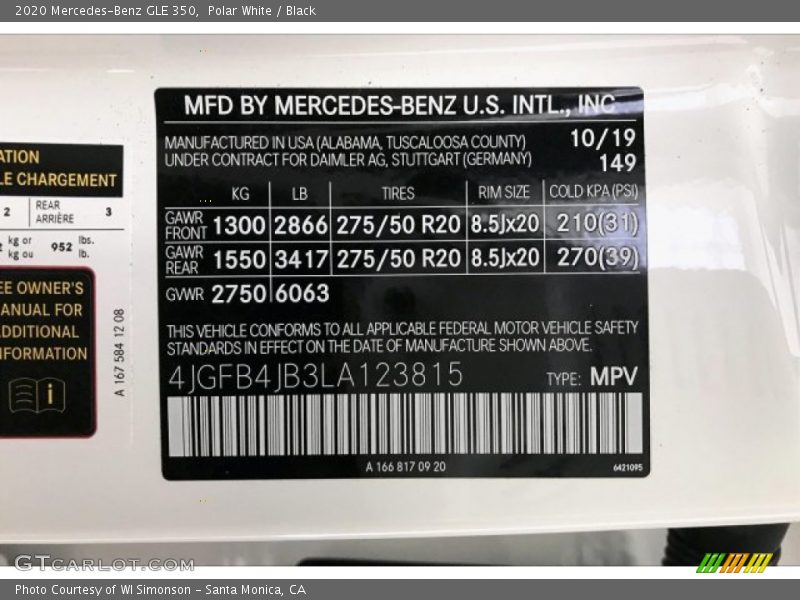 2020 Mercedes-Benz GLE 350,  Polar White / Black
MFD BY MERCEDES-BENZ U.S. INTL., INC
MANUFACTURED IN USA (ALABAMA, TUSCALOOSA COUNTY) 10/19
UNDER CONTRACT FOR DAIMLER AG, STUTTGART (GERMANY) 149
KG LB TIRES RIM SIZE COLD KPA(PSI)
GAWR FRONT 1300 2866 275/50 R20 8.5Jx20 210(31)
GAWR REAR 1550 3417 275/50 R20 8.5Jx20 270(39)
GVWR 2750 6063
THIS VEHICLE CONFORMS TO ALL APPLICABLE FEDERAL MOTOR VEHICLE SAFETY
STANDARDS IN EFFECT ON THE DATE OF MANUFACTURE SHOWN ABOVE.
4JGFB4JB3LA123815 TYPE: MPV
A 166 817 09 20 6421095
ATION
LE CHARGEMENT
2 REAR ARRIÈRE 3
kg or kg ou 952 lbs. lb.
EE OWNER'S
ANUAL FOR
DDITIONAL
NFORMATION
i
A 167 584 12 08
GTCARLOT.COM
Photo Courtesy of WI Simonson - Santa Monica, CA